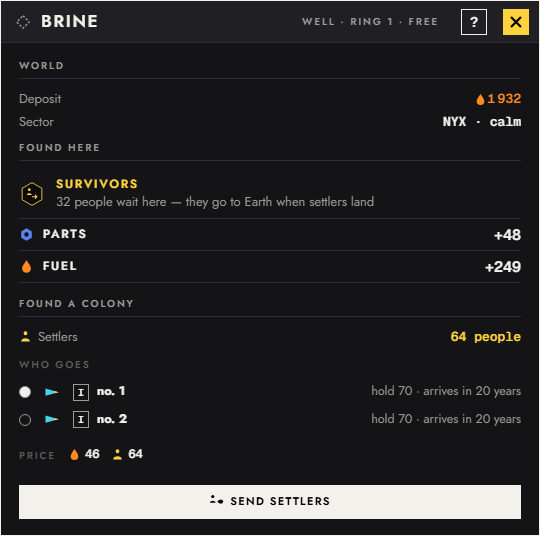 BRINE WELL · RING 1 · FREE ?
WORLD
Deposit 1 932
Sector NYX · calm
FOUND HERE
SURVIVORS
32 people wait here — they go to Earth when settlers land
PARTS +48
FUEL +249
FOUND A COLONY
Settlers 64 people
WHO GOES
I no. 1 hold 70 · arrives in 20 years
I no. 2 hold 70 · arrives in 20 years
PRICE 46 64
SEND SETTLERS